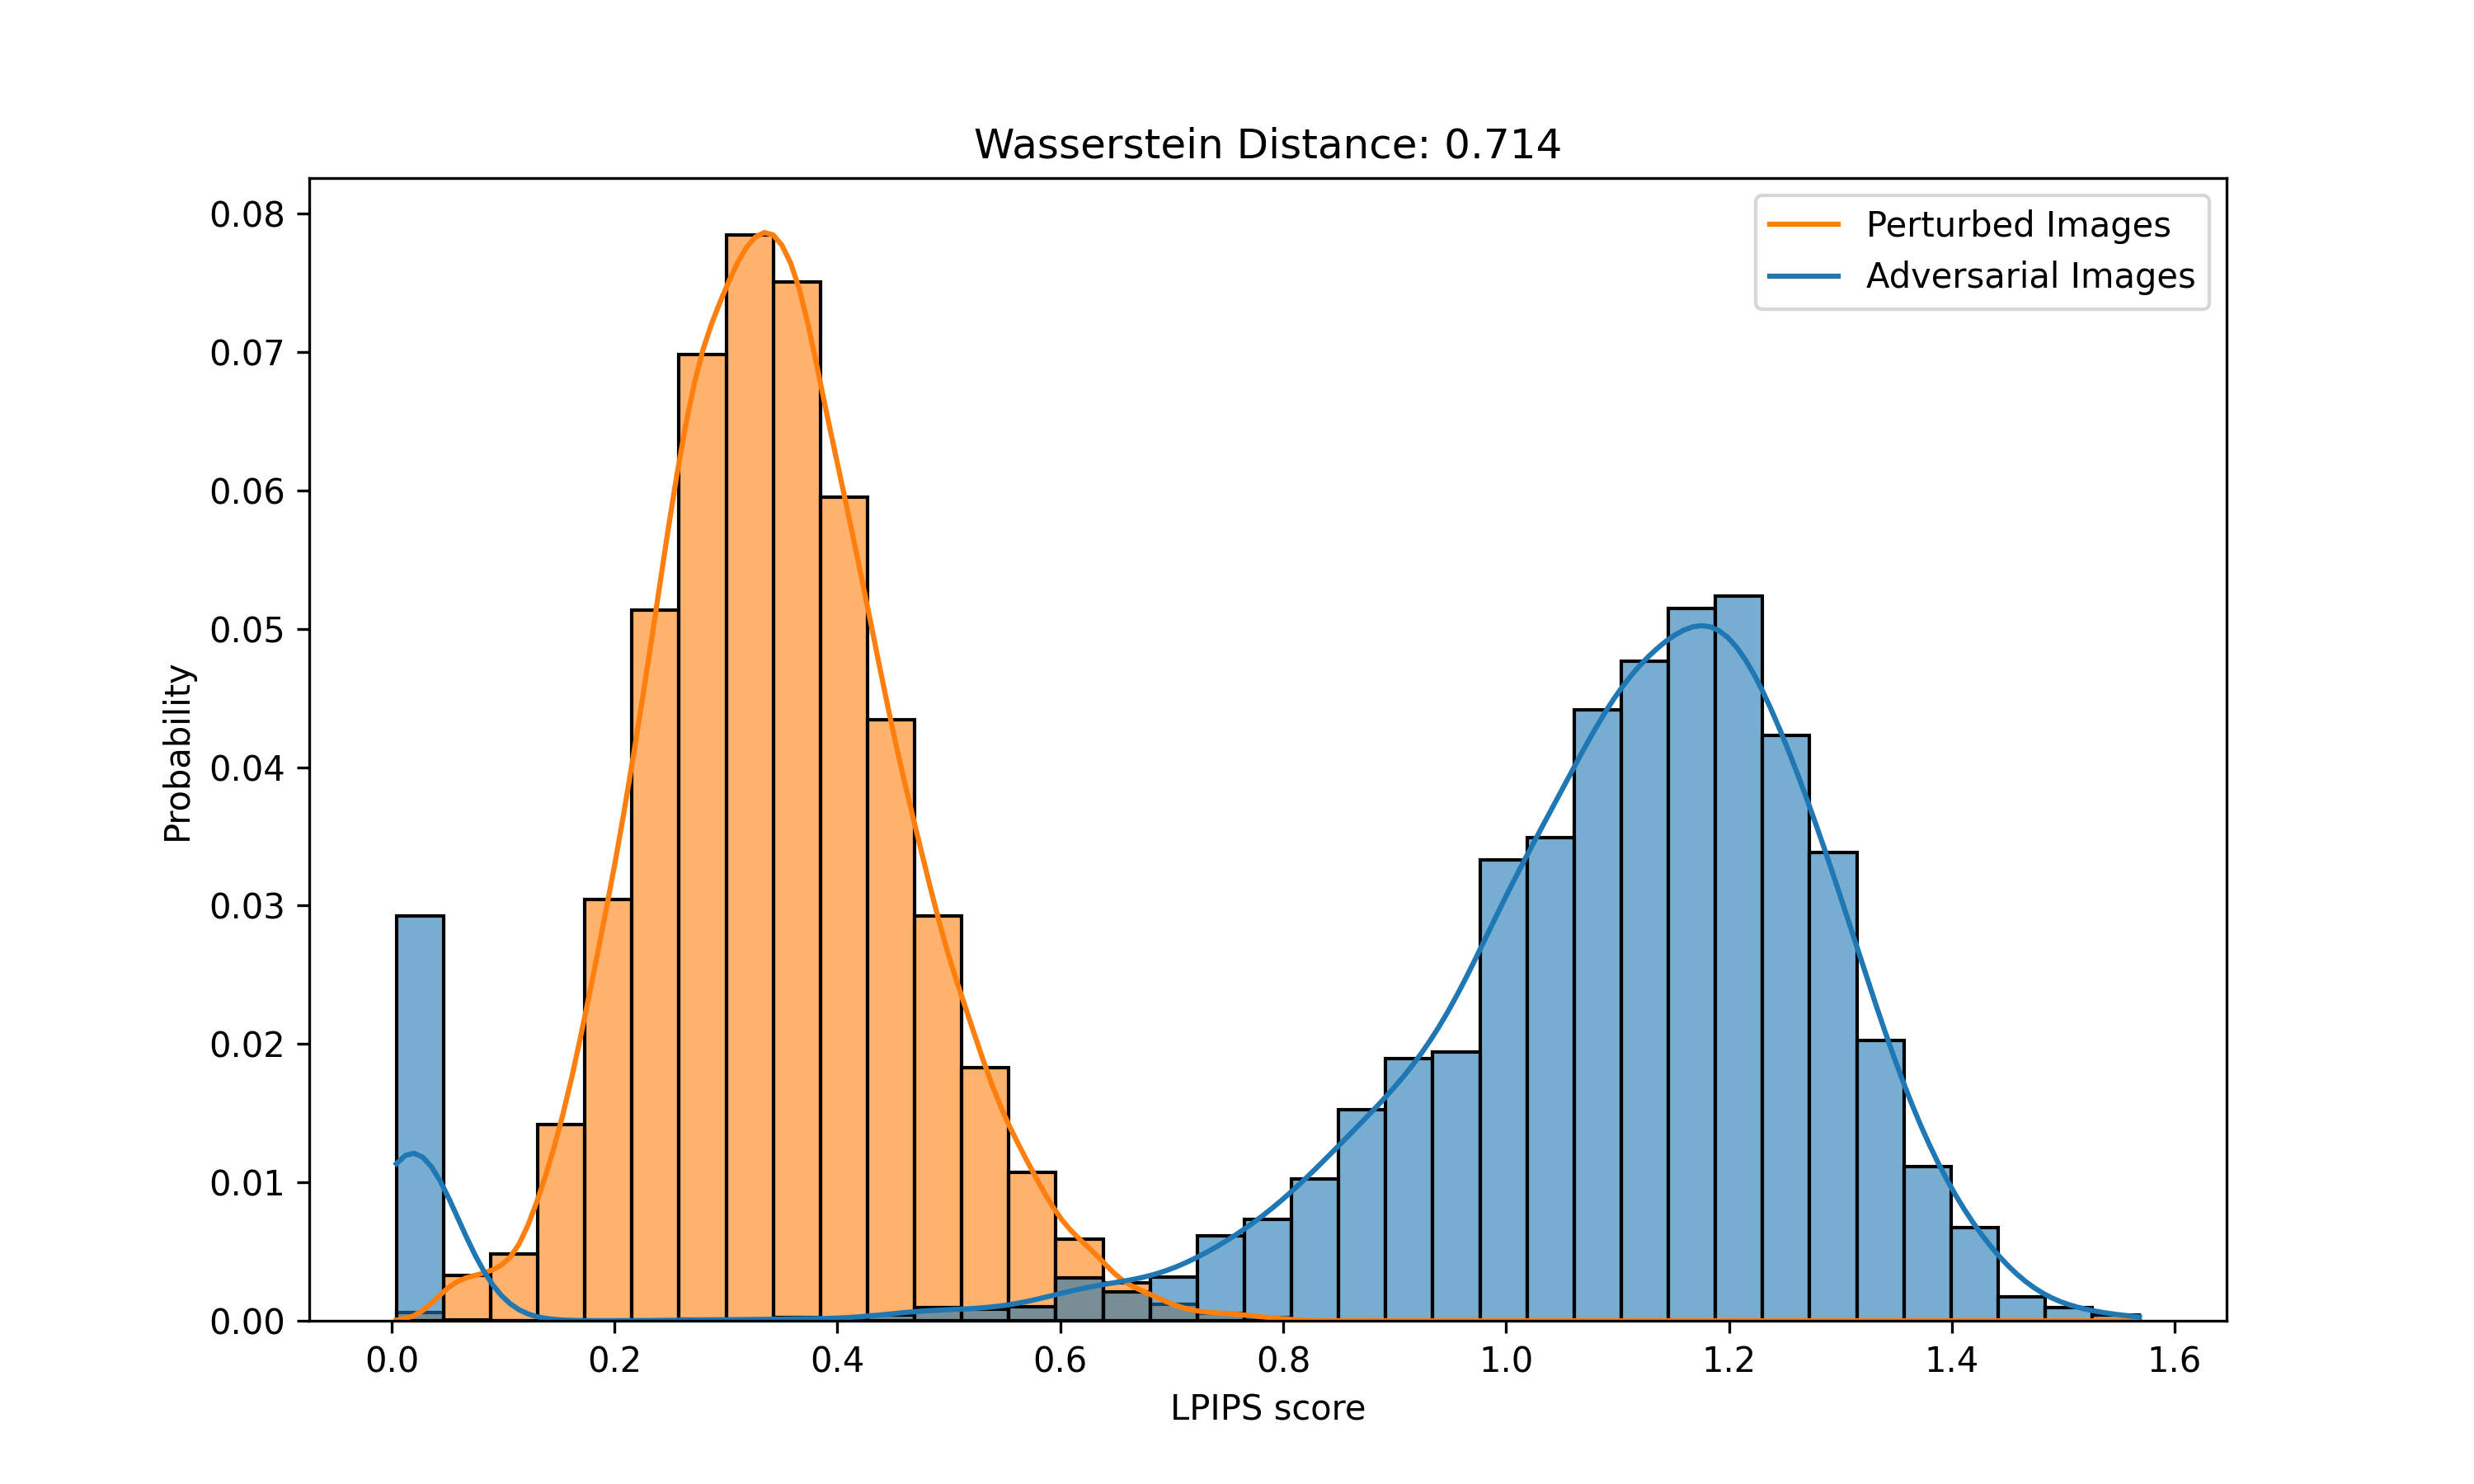 Wasserstein Distance: 0.714
Perturbed Images
Adversarial Images
Probability
0.08
0.07
0.06
0.05
0.04
0.03
0.02
0.01
0.00
0.0 0.2 0.4 0.6 0.8 1.0 1.2 1.4 1.6
LPIPS score